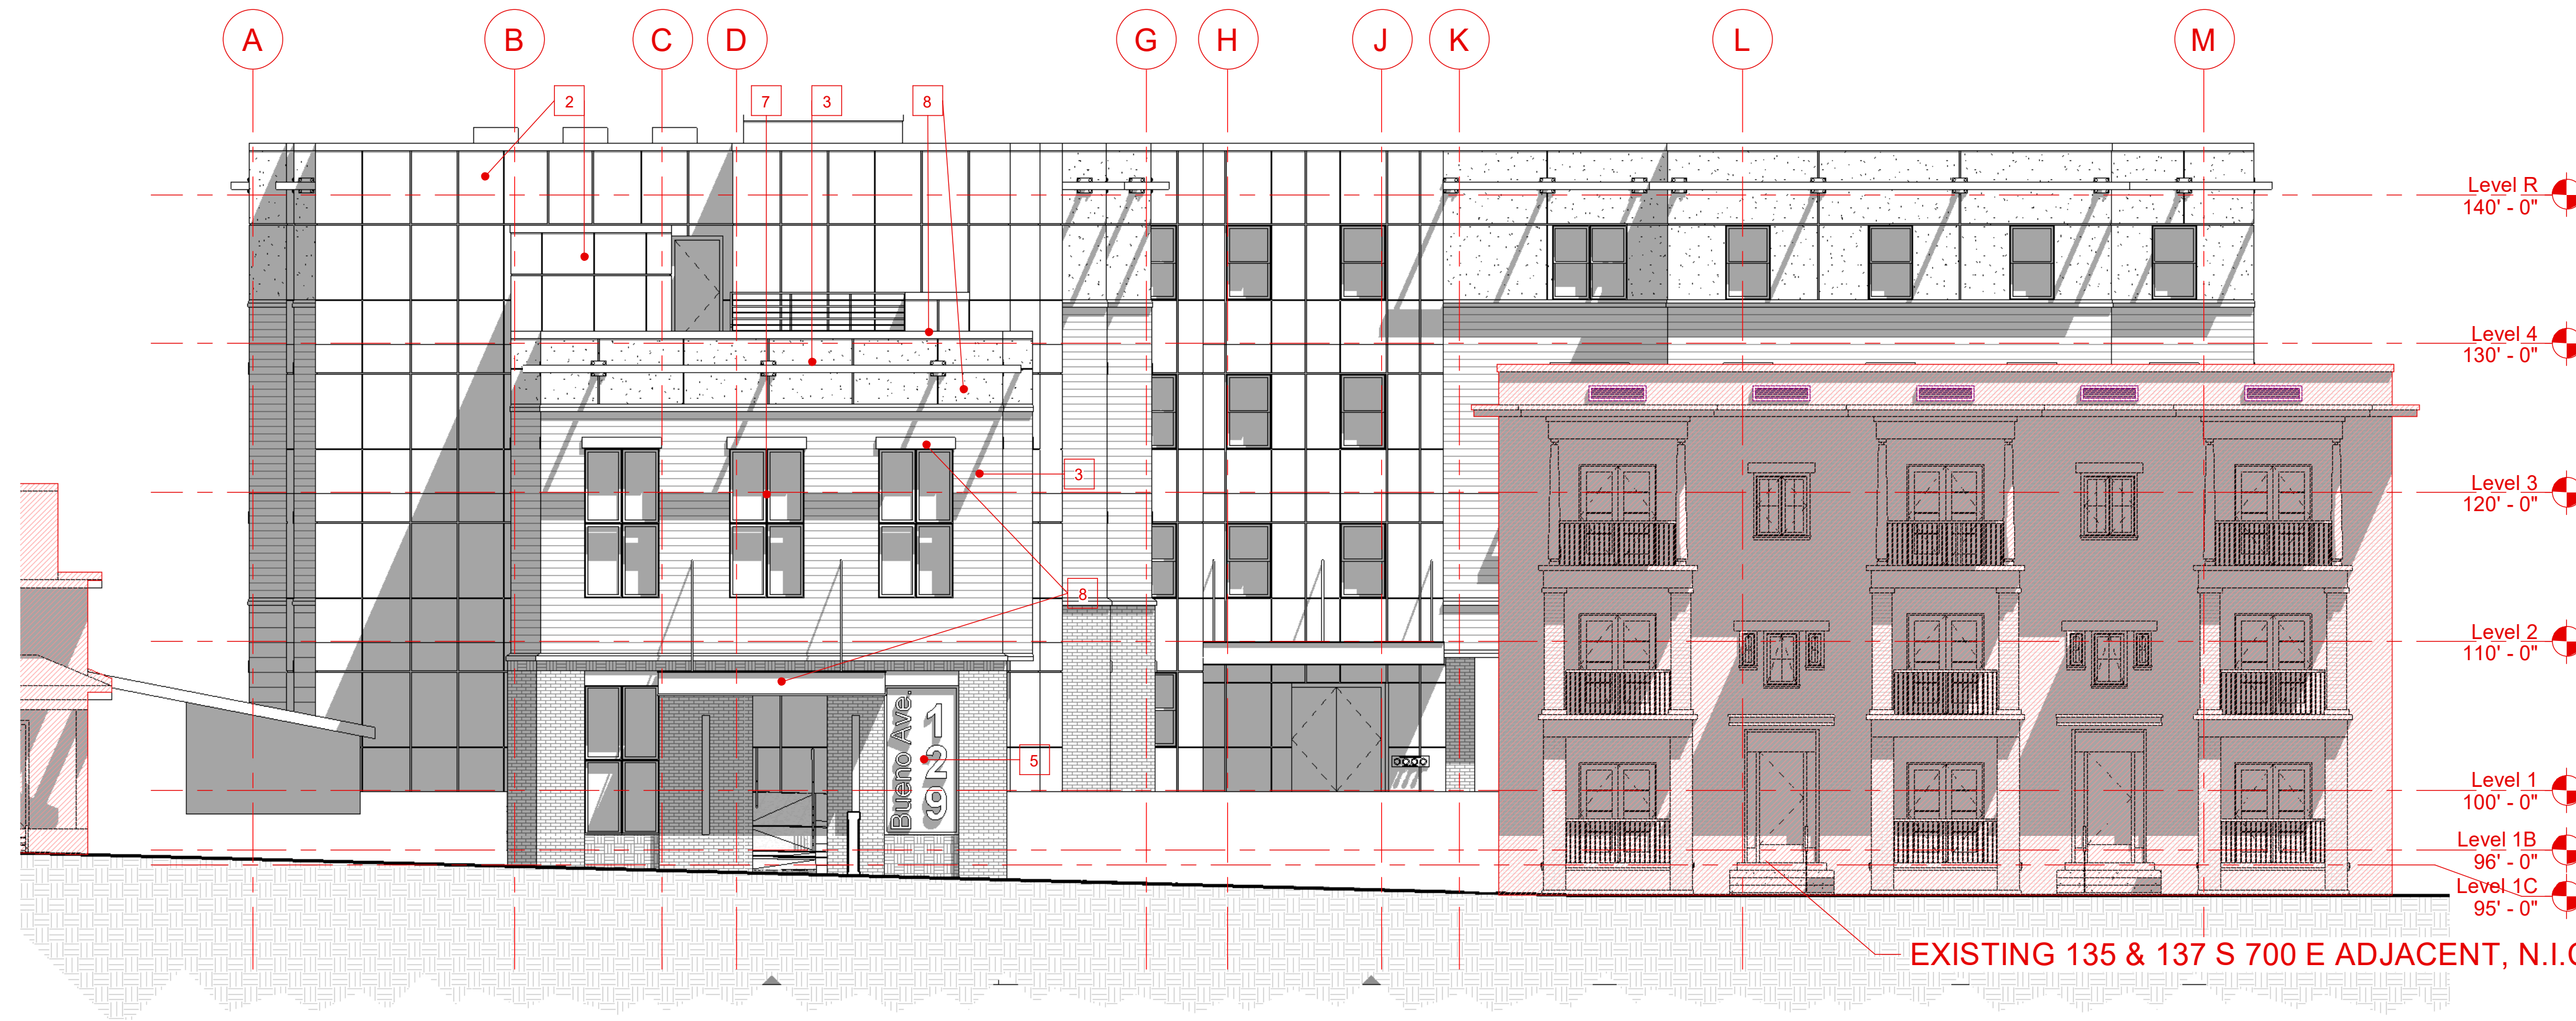 A
B
C
D
G
H
J
K
L
M
2
7
3
8
Level R
140' - 0"
Level 4
130' - 0"
3
Level 3
120' - 0"
8
Level 2
110' - 0"
Bueno Ave.
129
5
Level 1
100' - 0"
Level 1B
96' - 0"
Level 1C
95' - 0"
EXISTING 135 & 137 S 700 E ADJACENT, N.I.